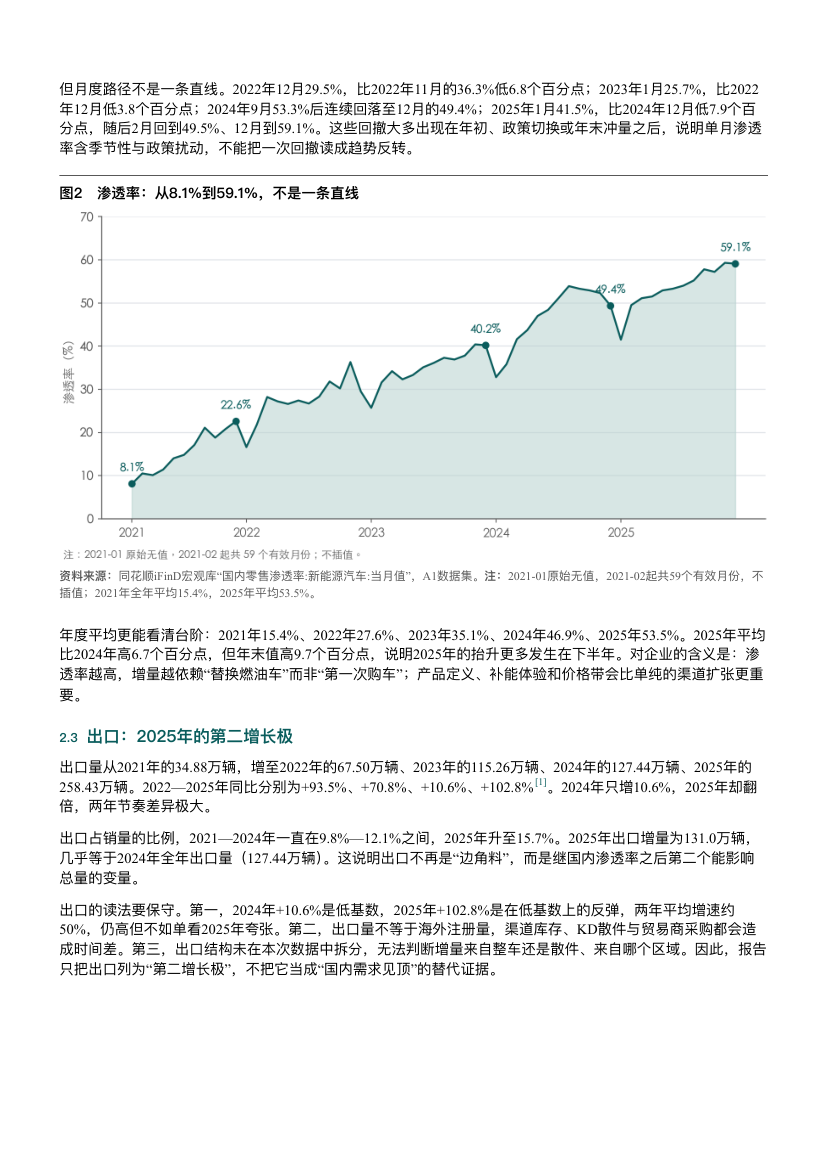 但月度路径不是一条直线。2022年12月29.5%，比2022年11月的36.3%低6.8个百分点；2023年1月25.7%，比2022
年12月低3.8个百分点；2024年9月53.3%后连续回落至12月的49.4%；2025年1月41.5%，比2024年12月低7.9个百
分点，随后2月回到49.5%、12月到59.1%。这些回撤大多出现在年初、政策切换或年末冲量之后，说明单月渗透
率含季节性与政策扰动，不能把一次回撤读成趋势反转。
图2 渗透率：从8.1%到59.1%，不是一条直线
70
60
50
40
30
20
10
0
渗透率（%）
8.1%
22.6%
40.2%
49.4%
59.1%
2021
2022
2023
2024
2025
注：2021-01 原始无值，2021-02 起共 59 个有效月份；不插值。
资料来源：同花顺iFinD宏观库“国内零售渗透率:新能源汽车:当月值”，A1数据集。注：2021-01原始无值，2021-02起共59个有效月份，不
插值；2021年全年平均15.4%，2025年平均53.5%。
年度平均更能看清台阶：2021年15.4%、2022年27.6%、2023年35.1%、2024年46.9%、2025年53.5%。2025年平均
比2024年高6.7个百分点，但年末值高9.7个百分点，说明2025年的抬升更多发生在下半年。对企业的含义是：渗
透率越高，增量越依赖“替换燃油车”而非“第一次购车”；产品定义、补能体验和价格带会比单纯的渠道扩张更重
要。
2.3 出口：2025年的第二增长极
出口量从2021年的34.88万辆，增至2022年的67.50万辆、2023年的115.26万辆、2024年的127.44万辆、2025年的
258.43万辆。2022—2025年同比分别为+93.5%、+70.8%、+10.6%、+102.8%[1]。2024年只增10.6%，2025年却翻
倍，两年节奏差异极大。
出口占销量的比例，2021—2024年一直在9.8%—12.1%之间，2025年升至15.7%。2025年出口增量为131.0万辆，
几乎等于2024年全年出口量（127.44万辆）。这说明出口不再是“边角料”，而是继国内渗透率之后第二个能影响
总量的变量。
出口的读法要保守。第一，2024年+10.6%是低基数，2025年+102.8%是在低基数上的反弹，两年平均增速约
50%，仍高但不如单看2025年夸张。第二，出口量不等于海外注册量，渠道库存、KD散件与贸易商采购都会造
成时间差。第三，出口结构未在本次数据中拆分，无法判断增量来自整车还是散件、来自哪个区域。因此，报告
只把出口列为“第二增长极”，不把它当成“国内需求见顶”的替代证据。